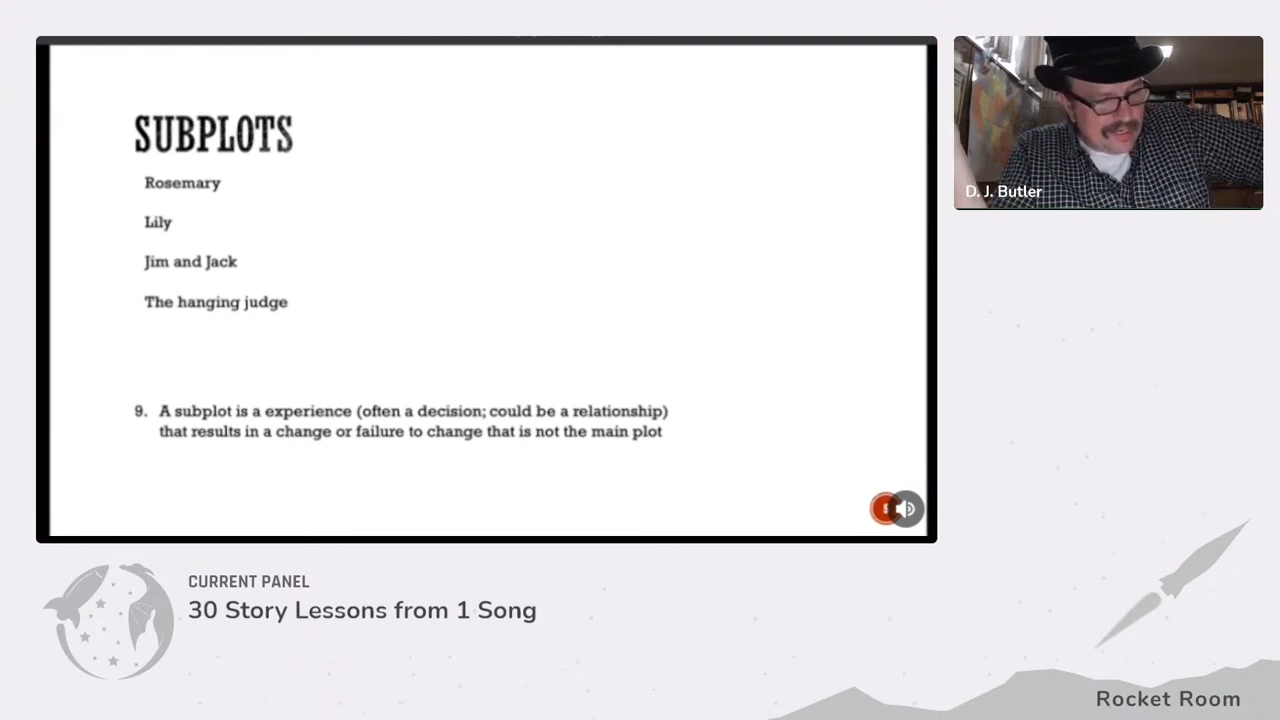 SUBPLOTS
Rosemary
Lily
Jim and Jack
The hanging judge
9. A subplot is a experience (often a decision; could be a relationship)
that results in a change or failure to change that is not the main plot
D. J. Butler
CURRENT PANEL
30 Story Lessons from 1 Song
Rocket Room